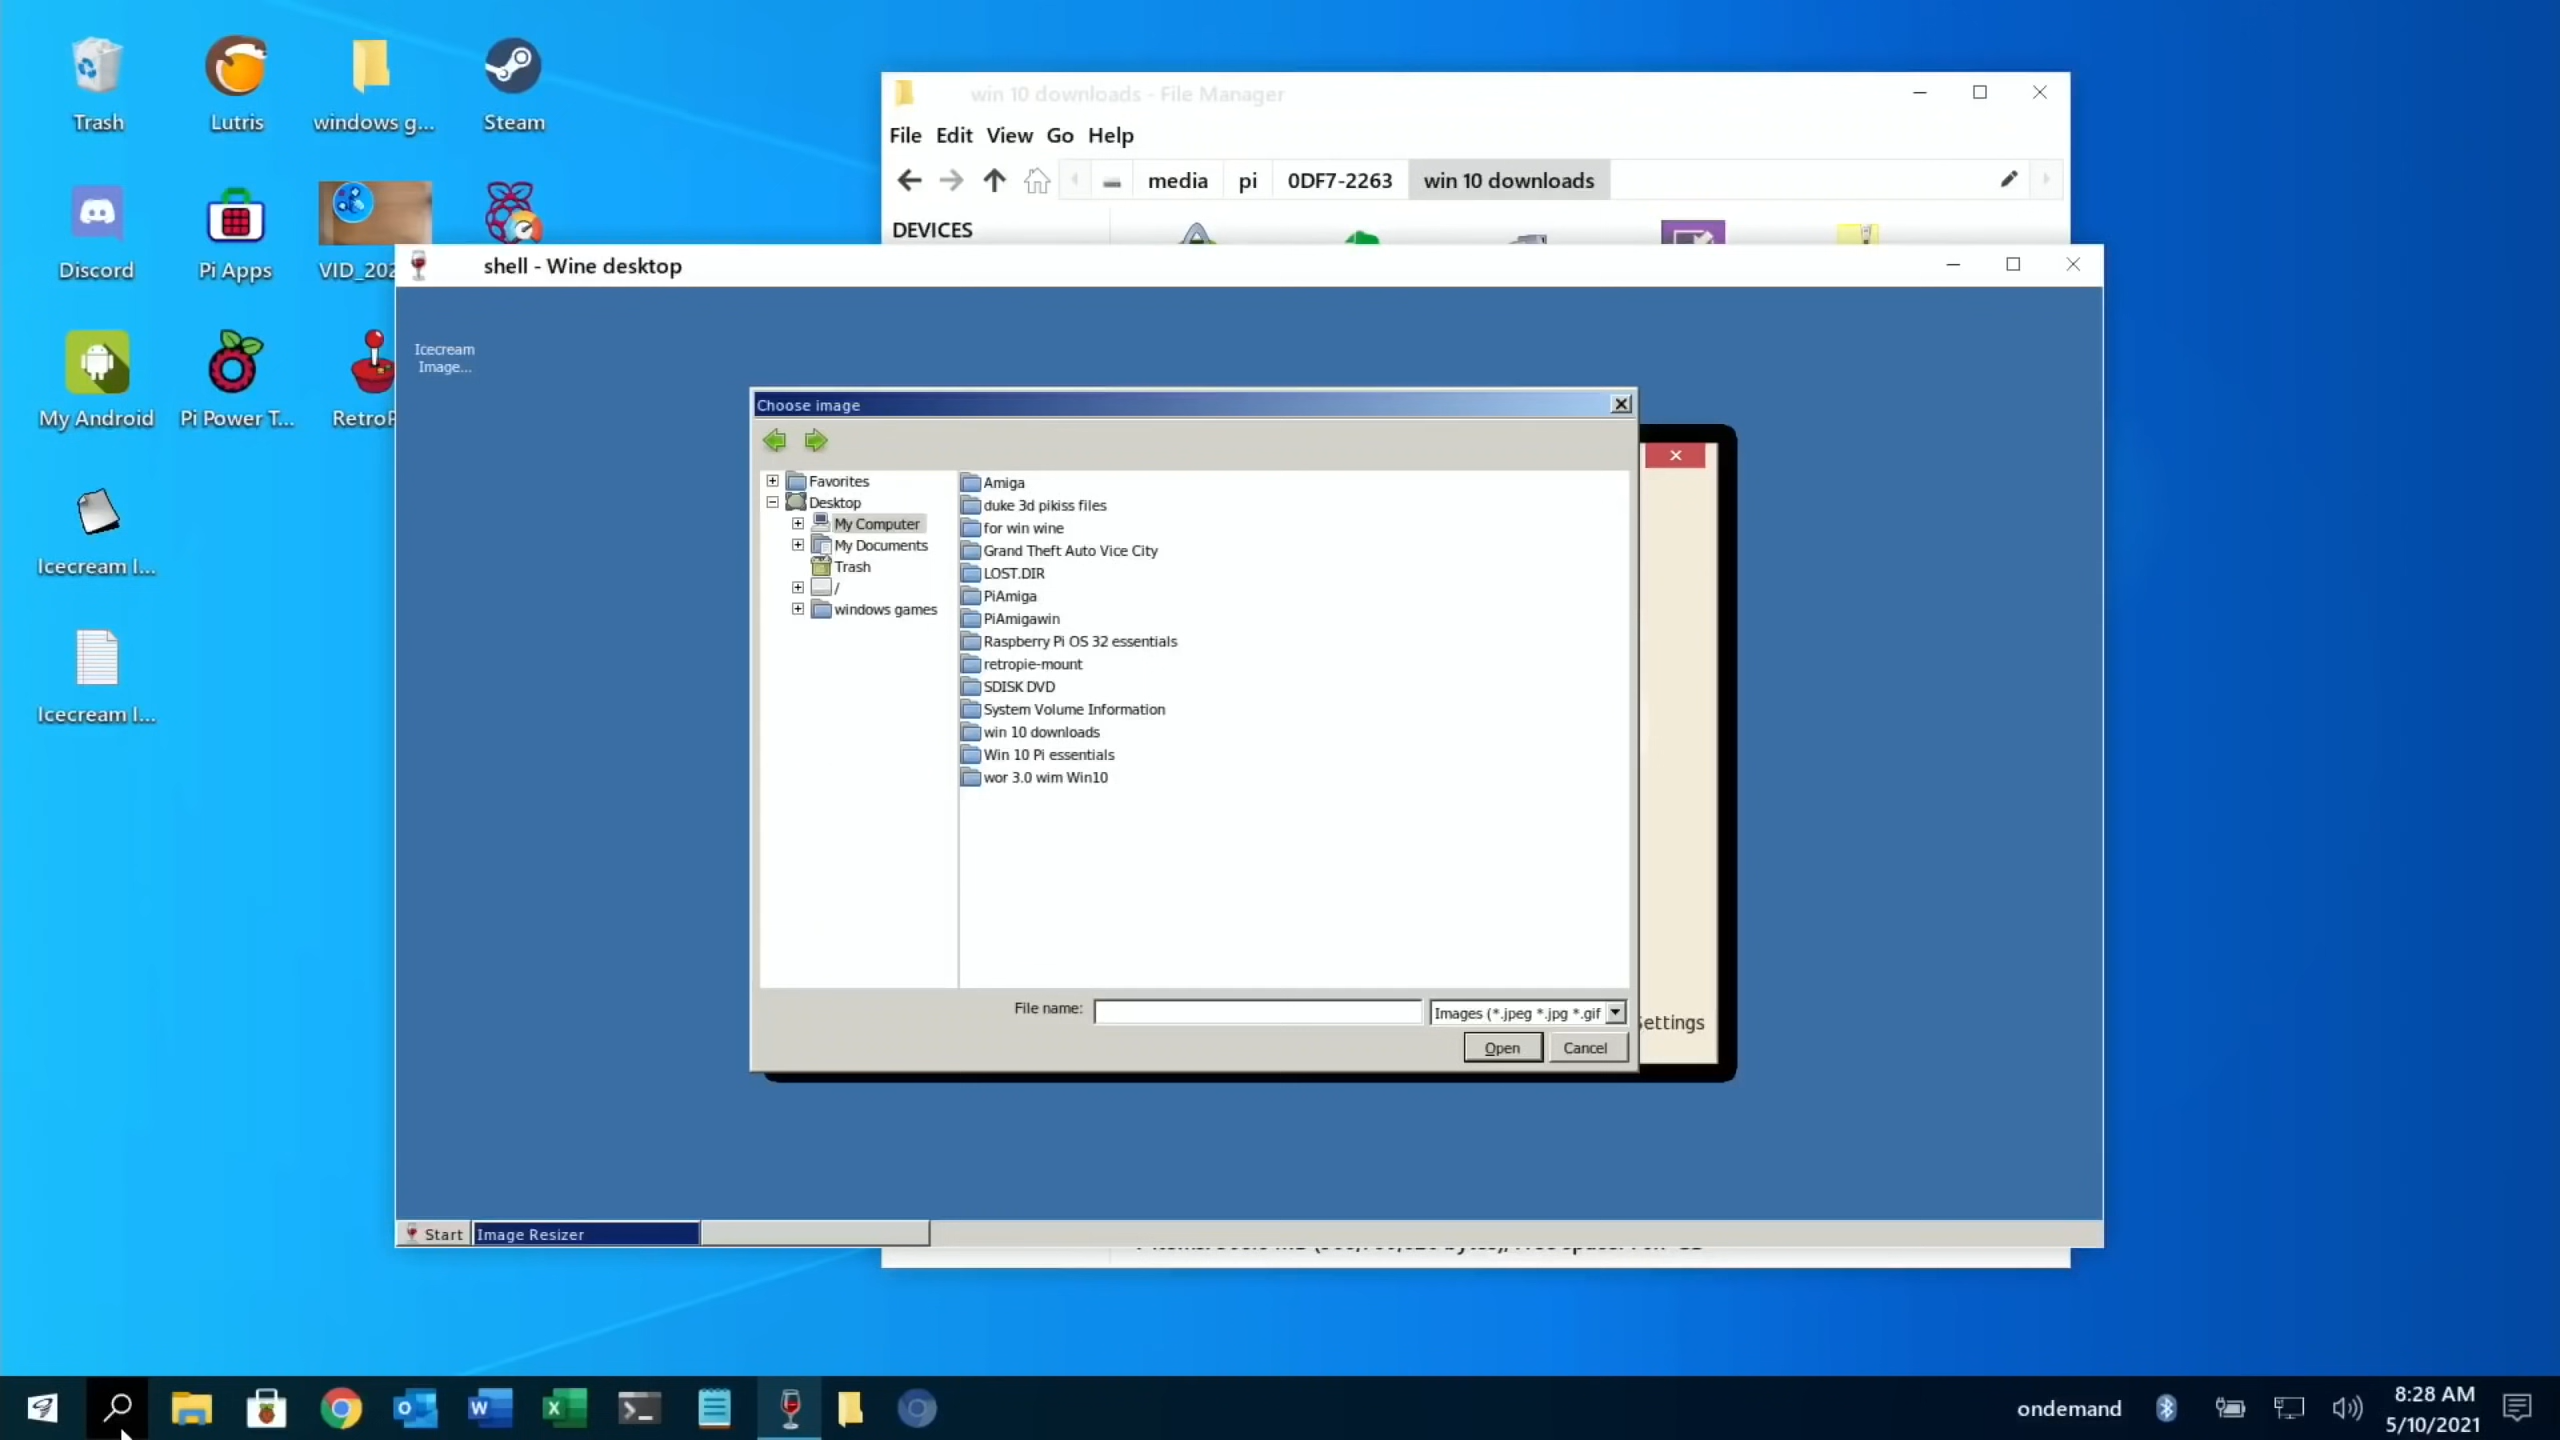 Trash
Lutris
windows g...
Steam
Discord
Pi Apps
VID_202
My Android
Pi Power T...
RetroP
Icecream I...
Icecream I...
win 10 downloads - File Manager
File Edit View Go Help
media pi 0DF7-2263 win 10 downloads
DEVICES
shell - Wine desktop
Icecream
Image...
Choose image
Favorites
Desktop
My Computer
My Documents
Trash
/
windows games
Amiga
duke 3d pikiss files
for win wine
Grand Theft Auto Vice City
LOST.DIR
PiAmiga
PiAmigawin
Raspberry Pi OS 32 essentials
retropie-mount
SDISK DVD
System Volume Information
win 10 downloads
Win 10 Pi essentials
wor 3.0 wim Win10
File name:
Images (*.jpeg *.jpg *.gif
Open Cancel
ettings
Start Image Resizer
ondemand
8:28 AM
5/10/2021